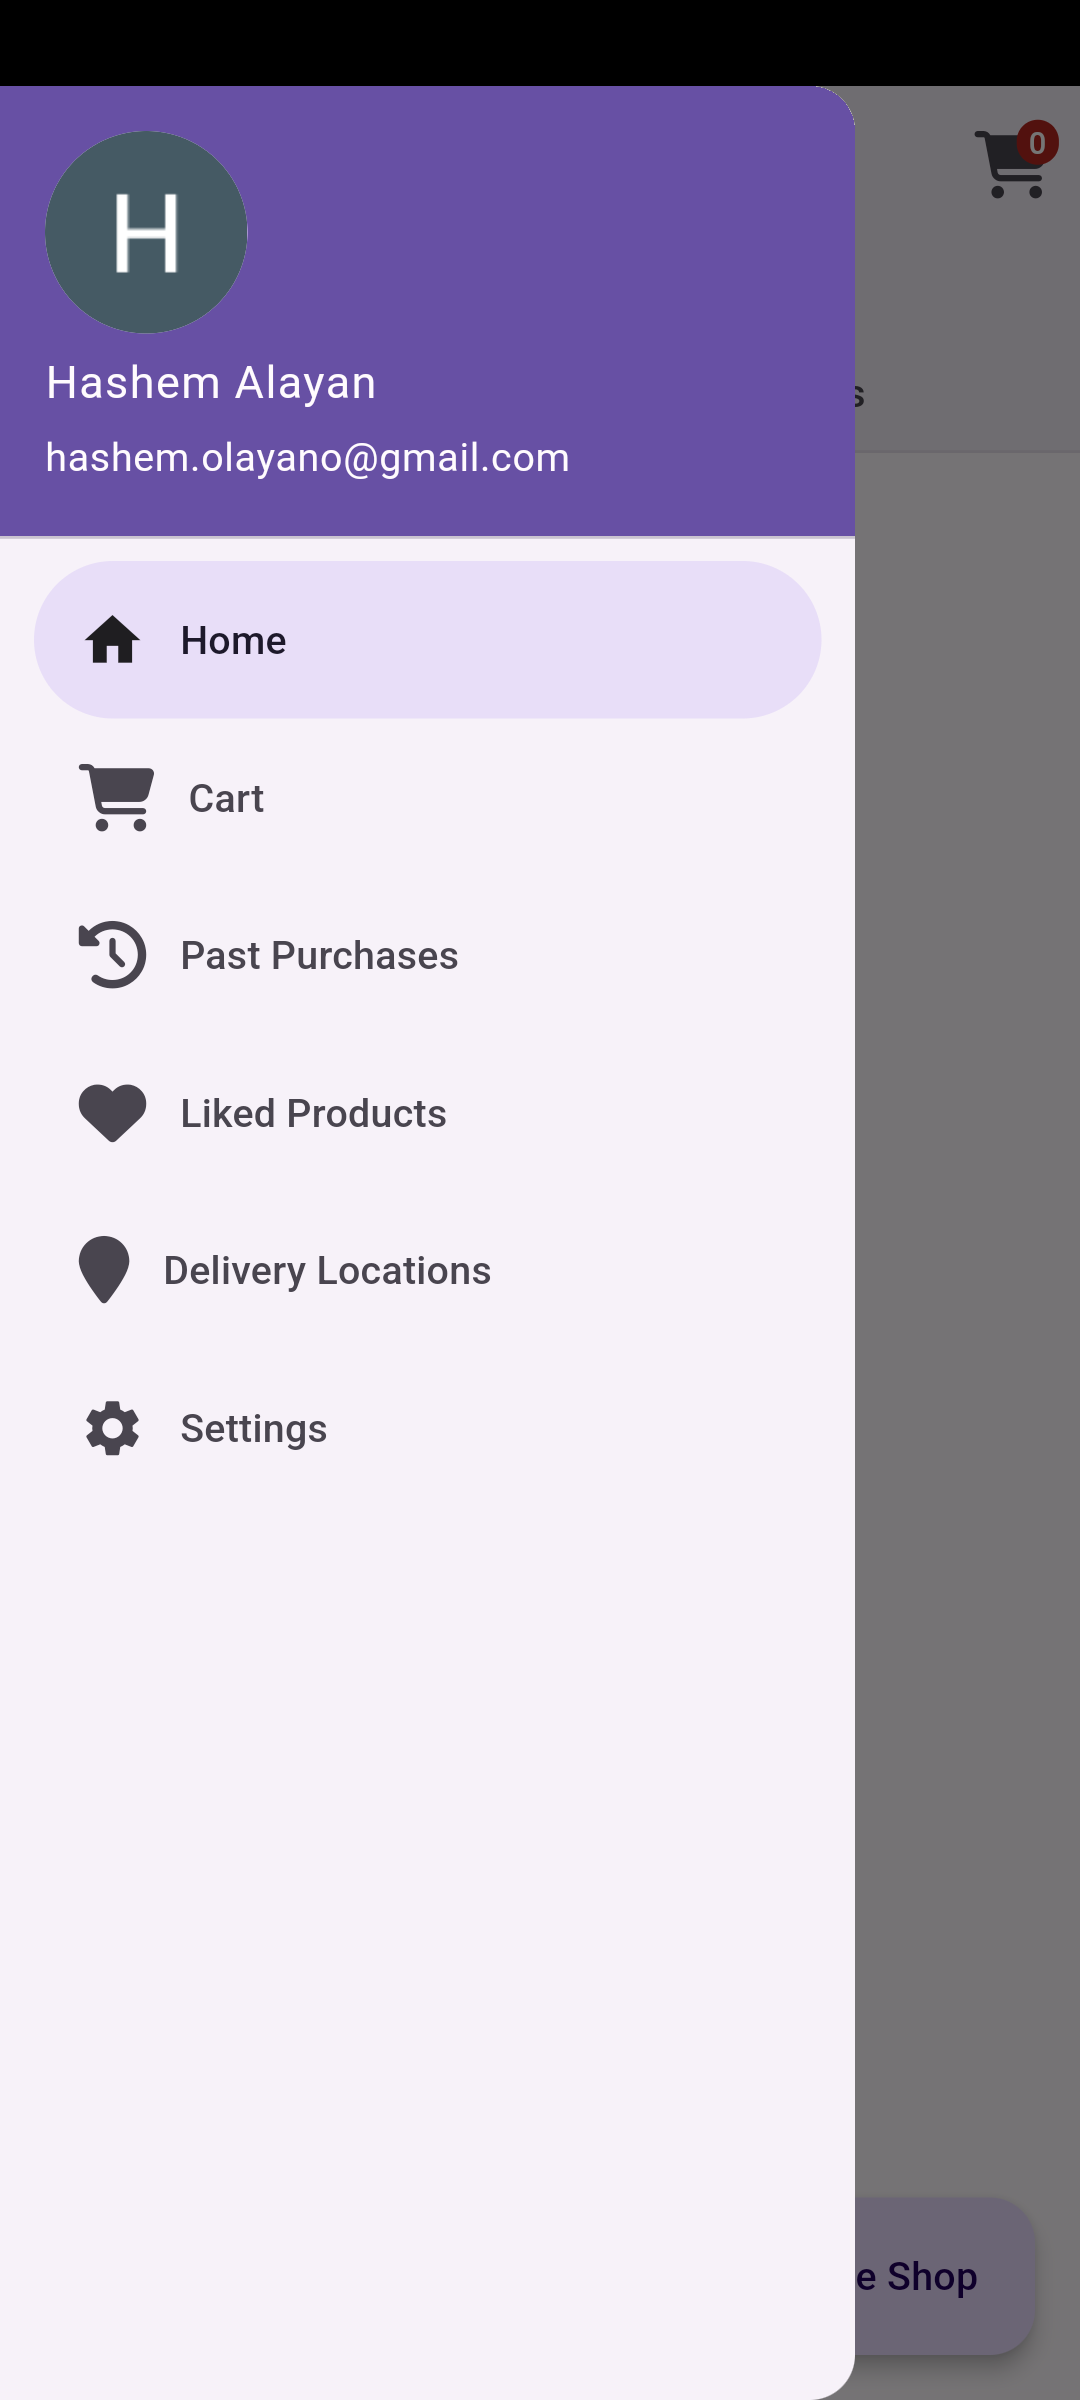 0
H
Hashem Alayan
s
hashem.olayano@gmail.com
Home
Cart
Past Purchases
Liked Products
Delivery Locations
Settings
e Shop